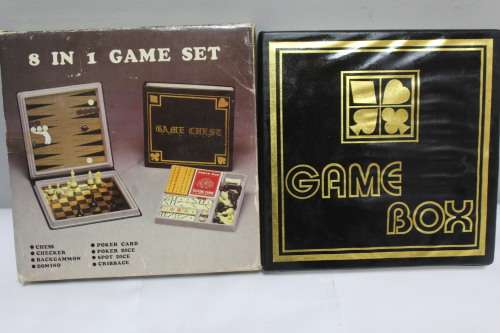 8 IN 1 GAME SET
GAME CHEST
CHESS
CHECKER
BACKGAMMON
DOMINO
POKER CARD
POKER DICE
SPOT DICE
CRIBBAGE
GAME
BOX